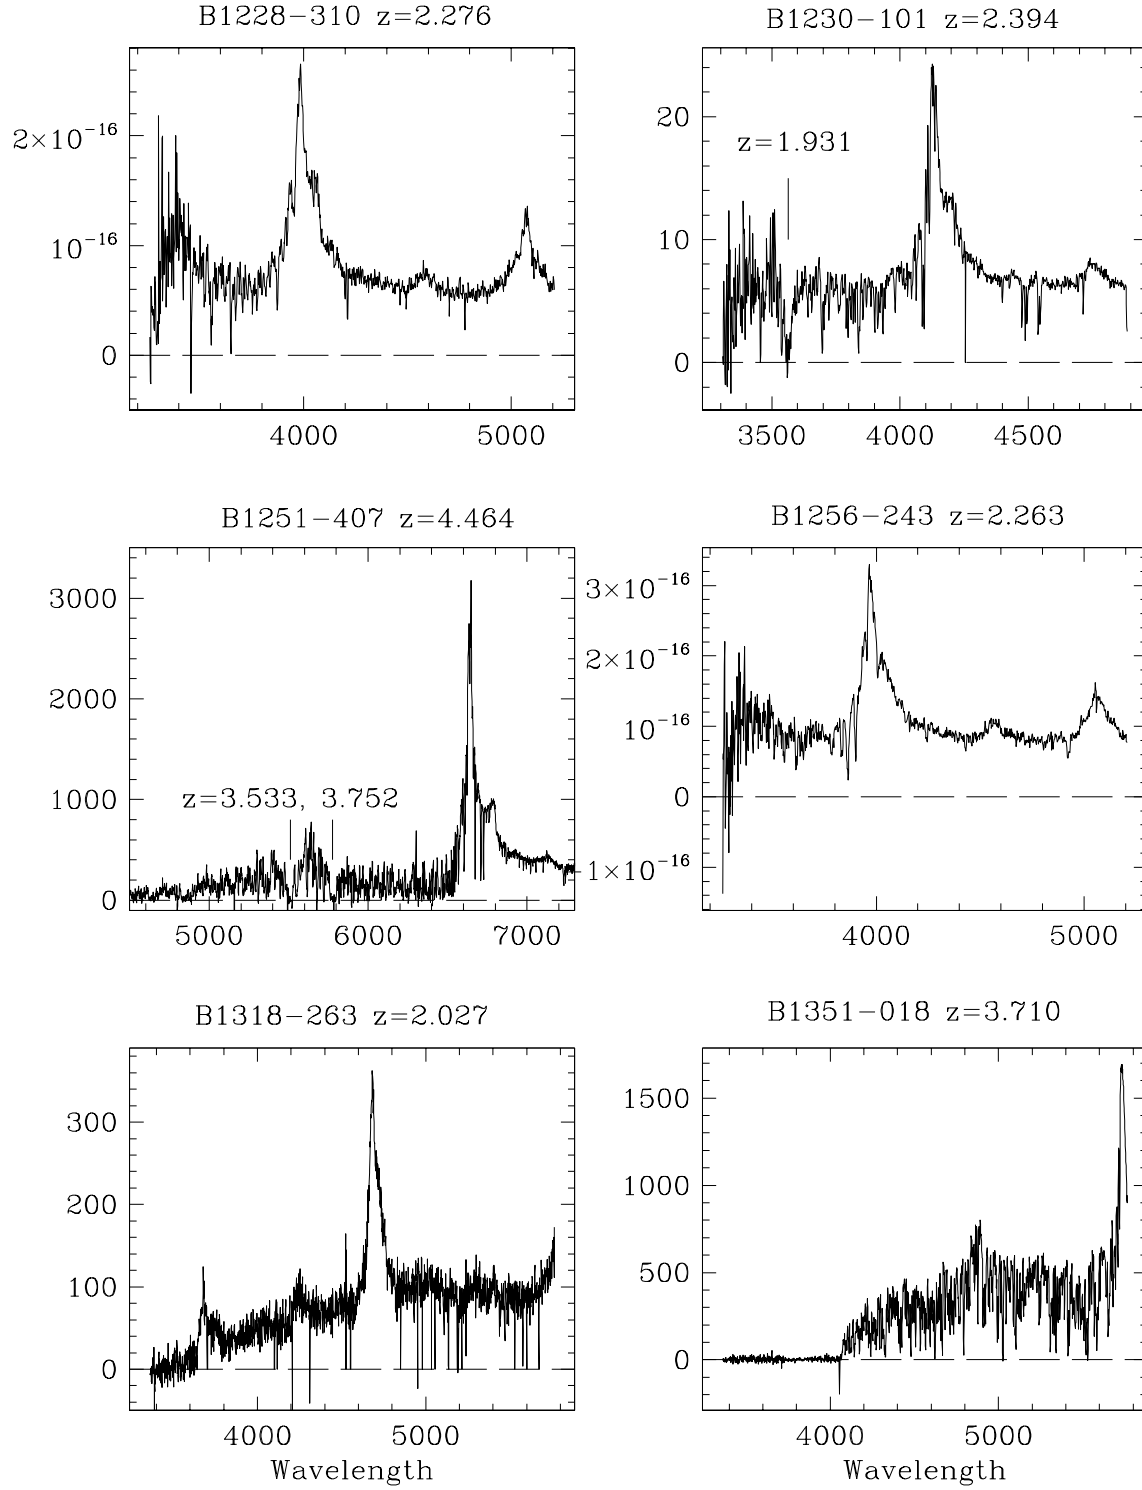 B1228−310 z=2.276
2×10−16
10−16
0
4000 5000
B1230−101 z=2.394
z=1.931
20
10
0
3500 4000 4500
B1251−407 z=4.464
z=3.533, 3.752
3000
2000
1000
0
5000 6000 7000
B1256−243 z=2.263
3×10−16
2×10−16
10−16
0
−1×10−16
4000 5000
B1318−263 z=2.027
300
200
100
0
4000 5000
Wavelength
B1351−018 z=3.710
1500
1000
500
0
4000 5000
Wavelength